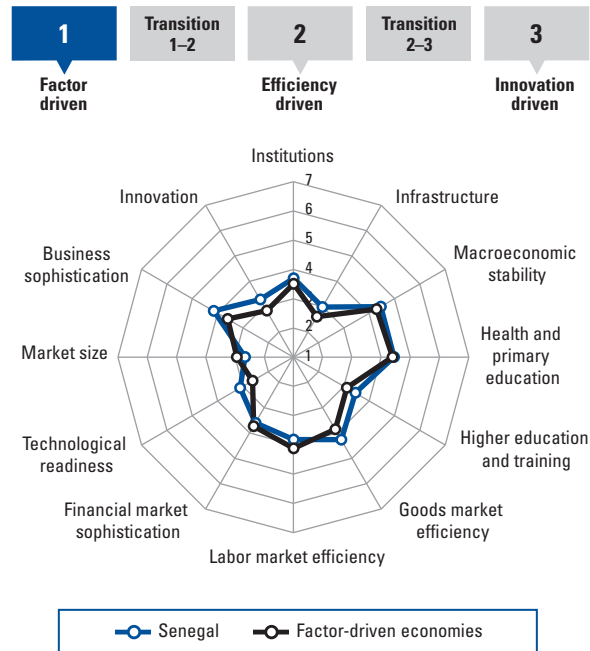 1
Transition
1–2
2
Transition
2–3
3
Factor
driven
Efficiency
driven
Innovation
driven
Institutions
7
Innovation
Infrastructure
6
5
Business
sophistication
Macroeconomic
stability
4
2
Market size
1
Health and
primary
education
Technological
readiness
Higher education
and training
Financial market
sophistication
Goods market
efficiency
Labor market efficiency
Senegal
Factor-driven economies